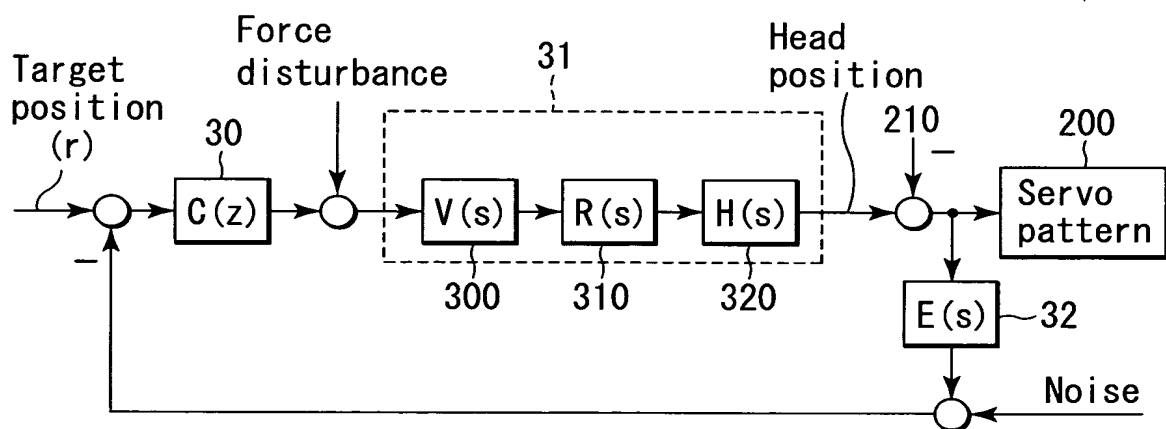 Force
disturbance
31
Head
position
Target
position
(r)
30
210
−
200
C(z)
V(s)
R(s)
H(s)
Servo
pattern
−
300
310
320
E(s)
32
Noise